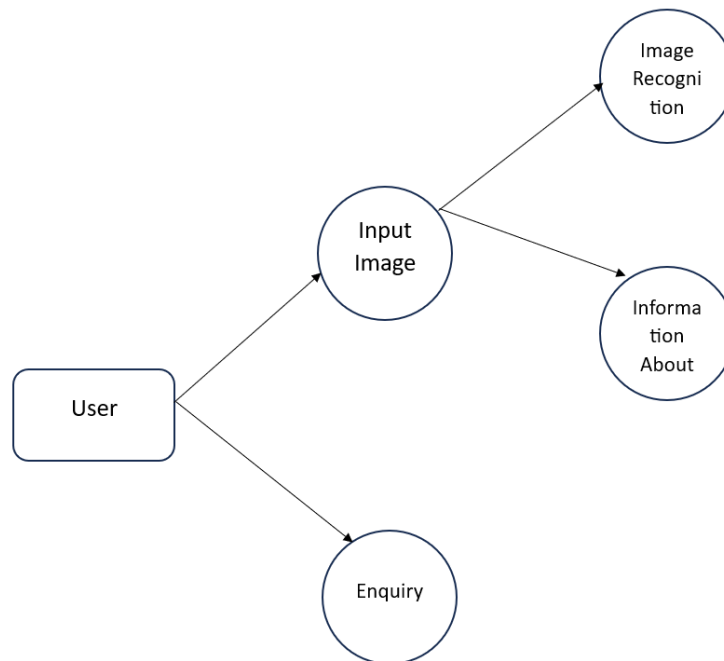 Image
Recogni
tion
Input
Image
Informa
tion
About
User
Enquiry